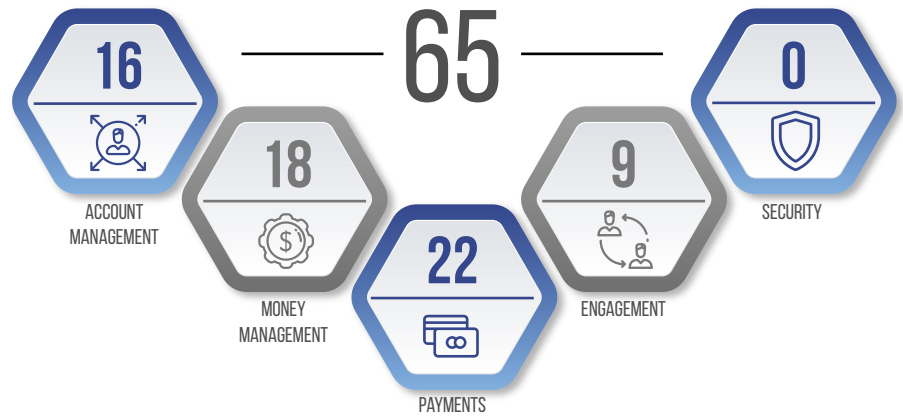 65
16
ACCOUNT
MANAGEMENT
18
$
MONEY
MANAGEMENT
22
PAYMENTS
9
ENGAGEMENT
0
SECURITY